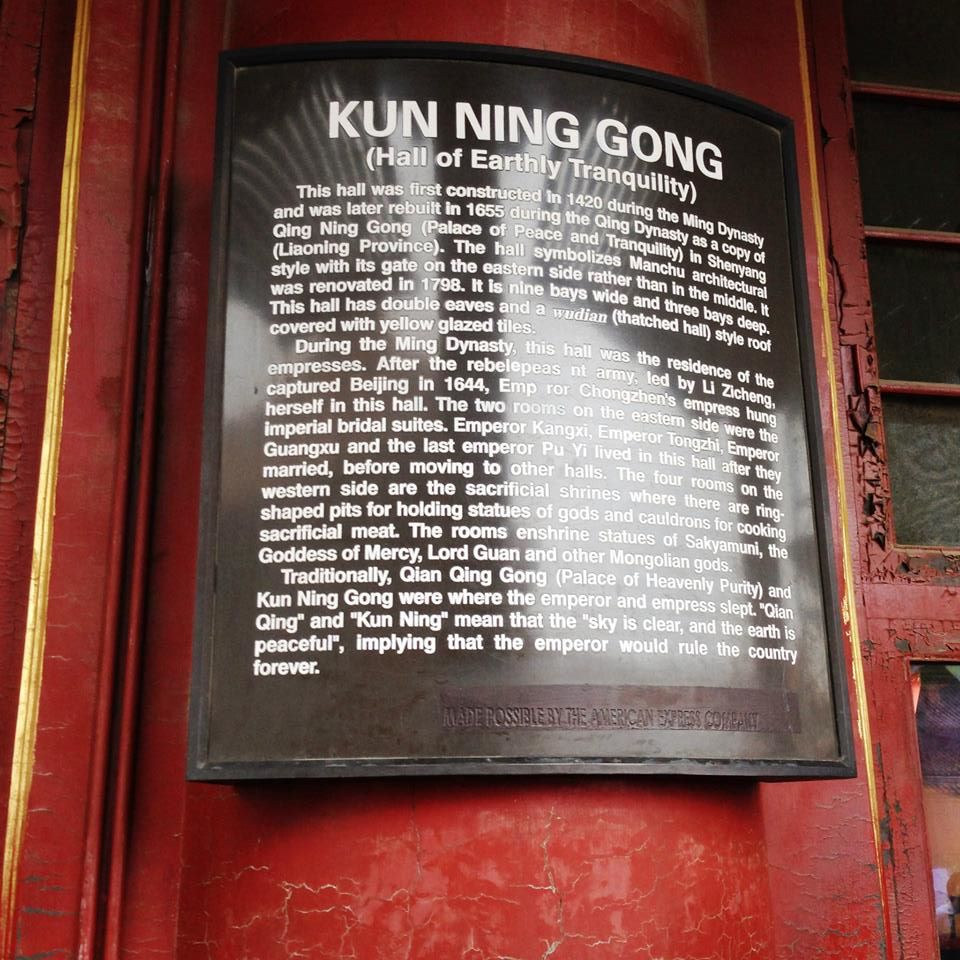 KUN NING GONG
(Hall of Earthly Tranquility)
This hall was first constructed in 1420 during the Ming Dynasty
and was later rebuilt in 1655 during the Qing Dynasty as a copy of
Qing Ning Gong (Palace of Peace and Tranquility) in Shenyang
(Liaoning Province). The hall symbolizes Manchu architectural
style with its gate on the eastern side rather than in the middle. It
was renovated in 1798. It is nine bays wide and three bays deep.
This hall has double eaves and a wudian (thatched hall) style roof
covered with yellow glazed tiles.
During the Ming Dynasty, this hall was the residence of the
empresses. After the rebelepeas nt army, led by Li Zicheng,
captured Beijing in 1644, Emp ror Chongzhen's empress hung
herself in this hall. The two rooms on the eastern side were the
imperial bridal suites. Emperor Kangxi, Emperor Tongzhi, Emperor
Guangxu and the last emperor Pu Yi lived in this hall after they
married, before moving to other halls. The four rooms on the
western side are the sacrificial shrines where there are ring-
shaped pits for holding statues of gods and cauldrons for cooking
sacrificial meat. The rooms enshrine statues of Sakyamuni, the
Goddess of Mercy, Lord Guan and other Mongolian gods.
Traditionally, Qian Qing Gong (Palace of Heavenly Purity) and
Kun Ning Gong were where the emperor and empress slept. "Qian
Qing" and "Kun Ning" mean that the "sky is clear, and the earth is
peaceful", implying that the emperor would rule the country
forever.
MADE POSSIBLE BY THE AMERICAN EXPRESS COMPANY